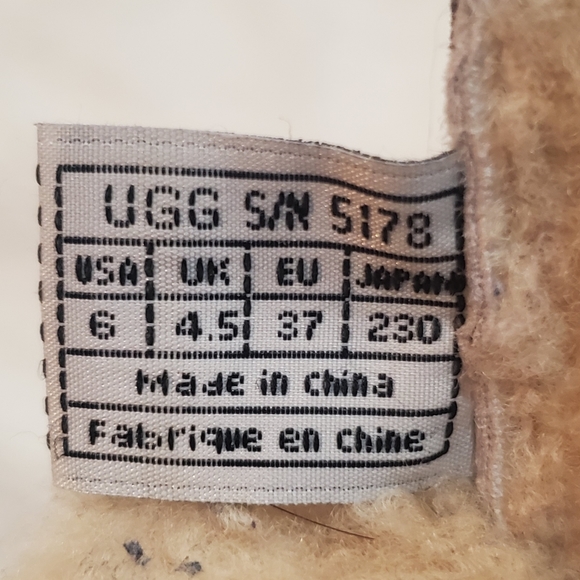 UGG S/N 5178
USA UK EU JAPAN
6 4.5 37 230
Made in China
Fabrique en chine